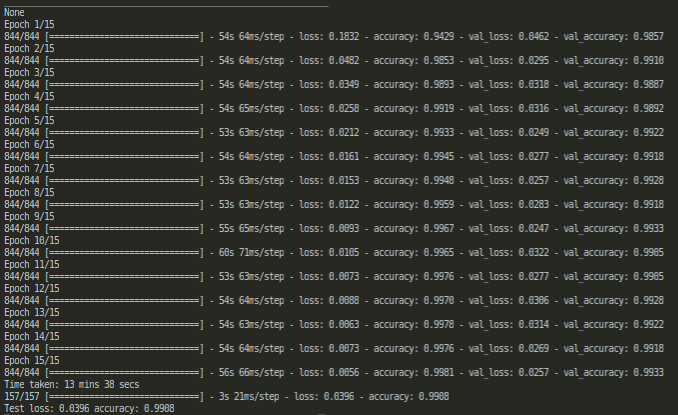 None
Epoch 1/15
844/844 [==============================] - 54s 64ms/step - loss: 0.1832 - accuracy: 0.9429 - val_loss: 0.0462 - val_accuracy: 0.9857
Epoch 2/15
844/844 [==============================] - 54s 64ms/step - loss: 0.0482 - accuracy: 0.9853 - val_loss: 0.0295 - val_accuracy: 0.9910
Epoch 3/15
844/844 [==============================] - 54s 64ms/step - loss: 0.0349 - accuracy: 0.9893 - val_loss: 0.0318 - val_accuracy: 0.9887
Epoch 4/15
844/844 [==============================] - 54s 65ms/step - loss: 0.0258 - accuracy: 0.9919 - val_loss: 0.0316 - val_accuracy: 0.9892
Epoch 5/15
844/844 [==============================] - 53s 63ms/step - loss: 0.0212 - accuracy: 0.9933 - val_loss: 0.0249 - val_accuracy: 0.9922
Epoch 6/15
844/844 [==============================] - 54s 64ms/step - loss: 0.0161 - accuracy: 0.9945 - val_loss: 0.0277 - val_accuracy: 0.9918
Epoch 7/15
844/844 [==============================] - 53s 63ms/step - loss: 0.0153 - accuracy: 0.9948 - val_loss: 0.0257 - val_accuracy: 0.9928
Epoch 8/15
844/844 [==============================] - 53s 63ms/step - loss: 0.0122 - accuracy: 0.9959 - val_loss: 0.0283 - val_accuracy: 0.9918
Epoch 9/15
844/844 [==============================] - 55s 65ms/step - loss: 0.0093 - accuracy: 0.9967 - val_loss: 0.0247 - val_accuracy: 0.9933
Epoch 10/15
844/844 [==============================] - 60s 71ms/step - loss: 0.0105 - accuracy: 0.9965 - val_loss: 0.0322 - val_accuracy: 0.9905
Epoch 11/15
844/844 [==============================] - 53s 63ms/step - loss: 0.0073 - accuracy: 0.9976 - val_loss: 0.0277 - val_accuracy: 0.9905
Epoch 12/15
844/844 [==============================] - 54s 64ms/step - loss: 0.0088 - accuracy: 0.9970 - val_loss: 0.0306 - val_accuracy: 0.9928
Epoch 13/15
844/844 [==============================] - 54s 63ms/step - loss: 0.0063 - accuracy: 0.9978 - val_loss: 0.0314 - val_accuracy: 0.9922
Epoch 14/15
844/844 [==============================] - 54s 64ms/step - loss: 0.0073 - accuracy: 0.9976 - val_loss: 0.0269 - val_accuracy: 0.9918
Epoch 15/15
844/844 [==============================] - 56s 66ms/step - loss: 0.0056 - accuracy: 0.9981 - val_loss: 0.0257 - val_accuracy: 0.9933
Time taken: 13 mins 38 secs
157/157 [==============================] - 3s 21ms/step - loss: 0.0396 - accuracy: 0.9908
Test loss: 0.0396 accuracy: 0.9908